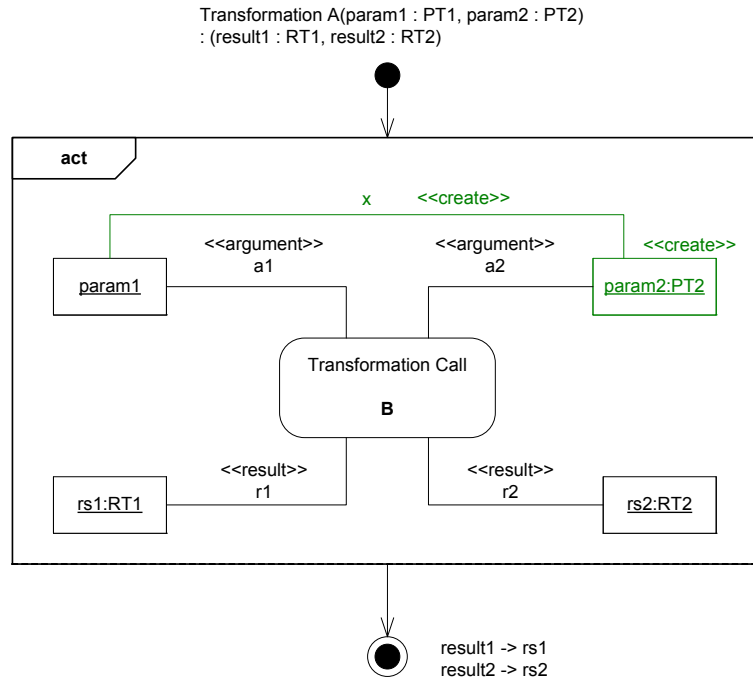 Transformation A(param1 : PT1, param2 : PT2)
: (result1 : RT1, result2 : RT2)
act
x <<create>>
<<argument>> <<argument>> <<create>>
a1 a2
param1 param2:PT2
Transformation Call
B
<<result>> <<result>>
r1 r2
rs1:RT1 rs2:RT2
result1 -> rs1
result2 -> rs2